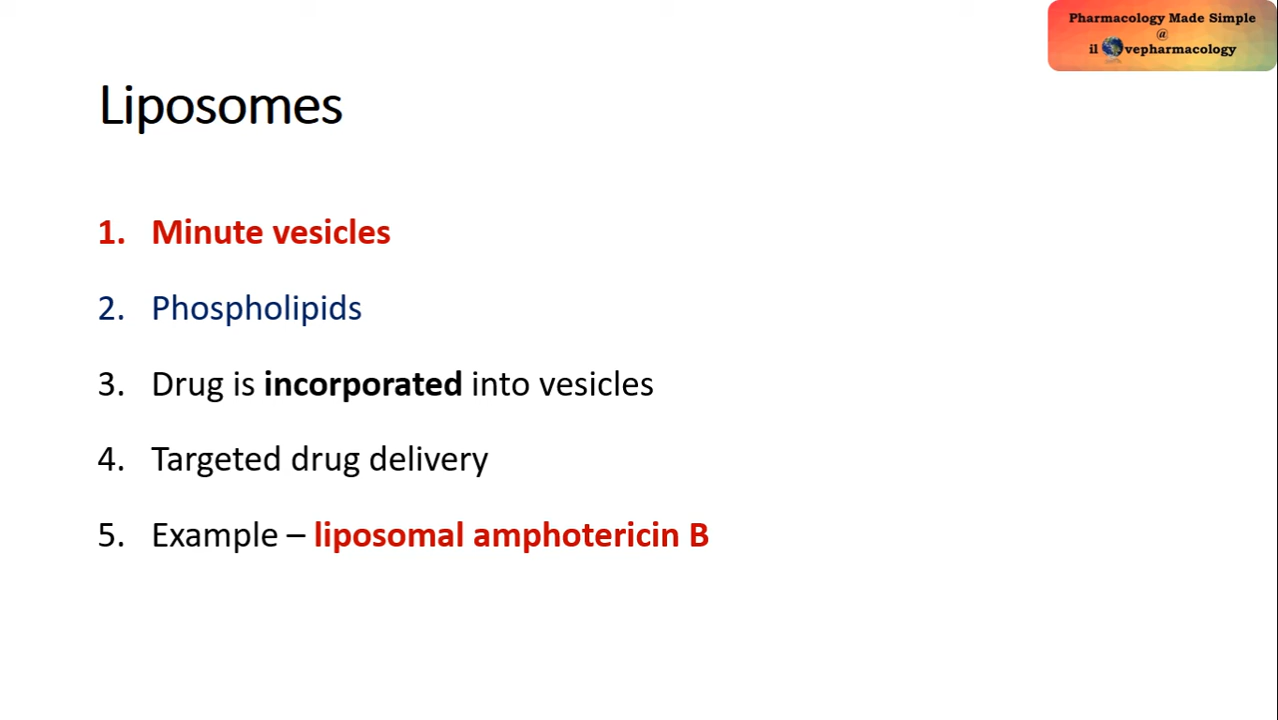 Pharmacology Made Simple
@
il vepharmacology
Liposomes
1. Minute vesicles
2. Phospholipids
3. Drug is incorporated into vesicles
4. Targeted drug delivery
5. Example – liposomal amphotericin B